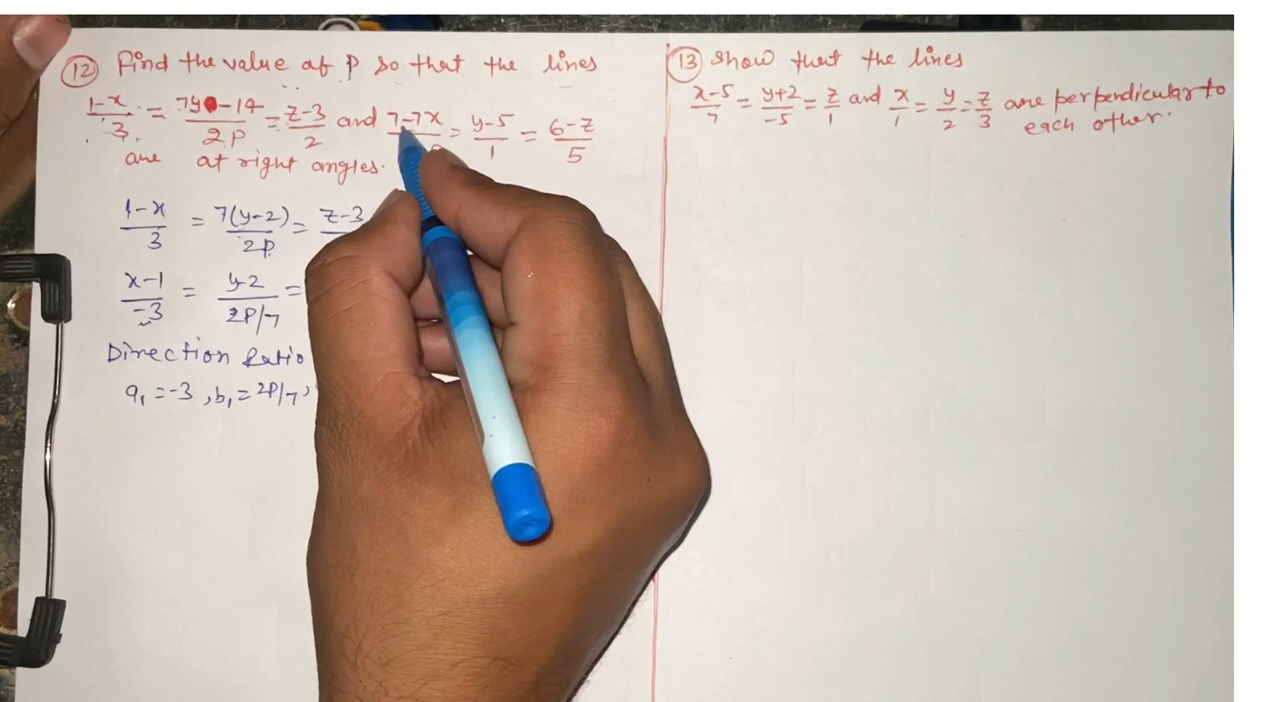 12 Find the value of P so that the lines
1-x/3 = 7y-14/2P = z-3/2 and 7-7x/ = y-5/1 = 6-z/5
are at right angles.
1-x/3 = 7(y-2)/2P = z-3
x-1/-3 = y-2/2P/7 =
Direction Ratio
a₁ = -3, b₁ = 2P/7,
13 Show that the lines
x-5/7 = y+2/-5 = z/1 and x/1 = y/2 = z/3 are perpendicular to
each other.